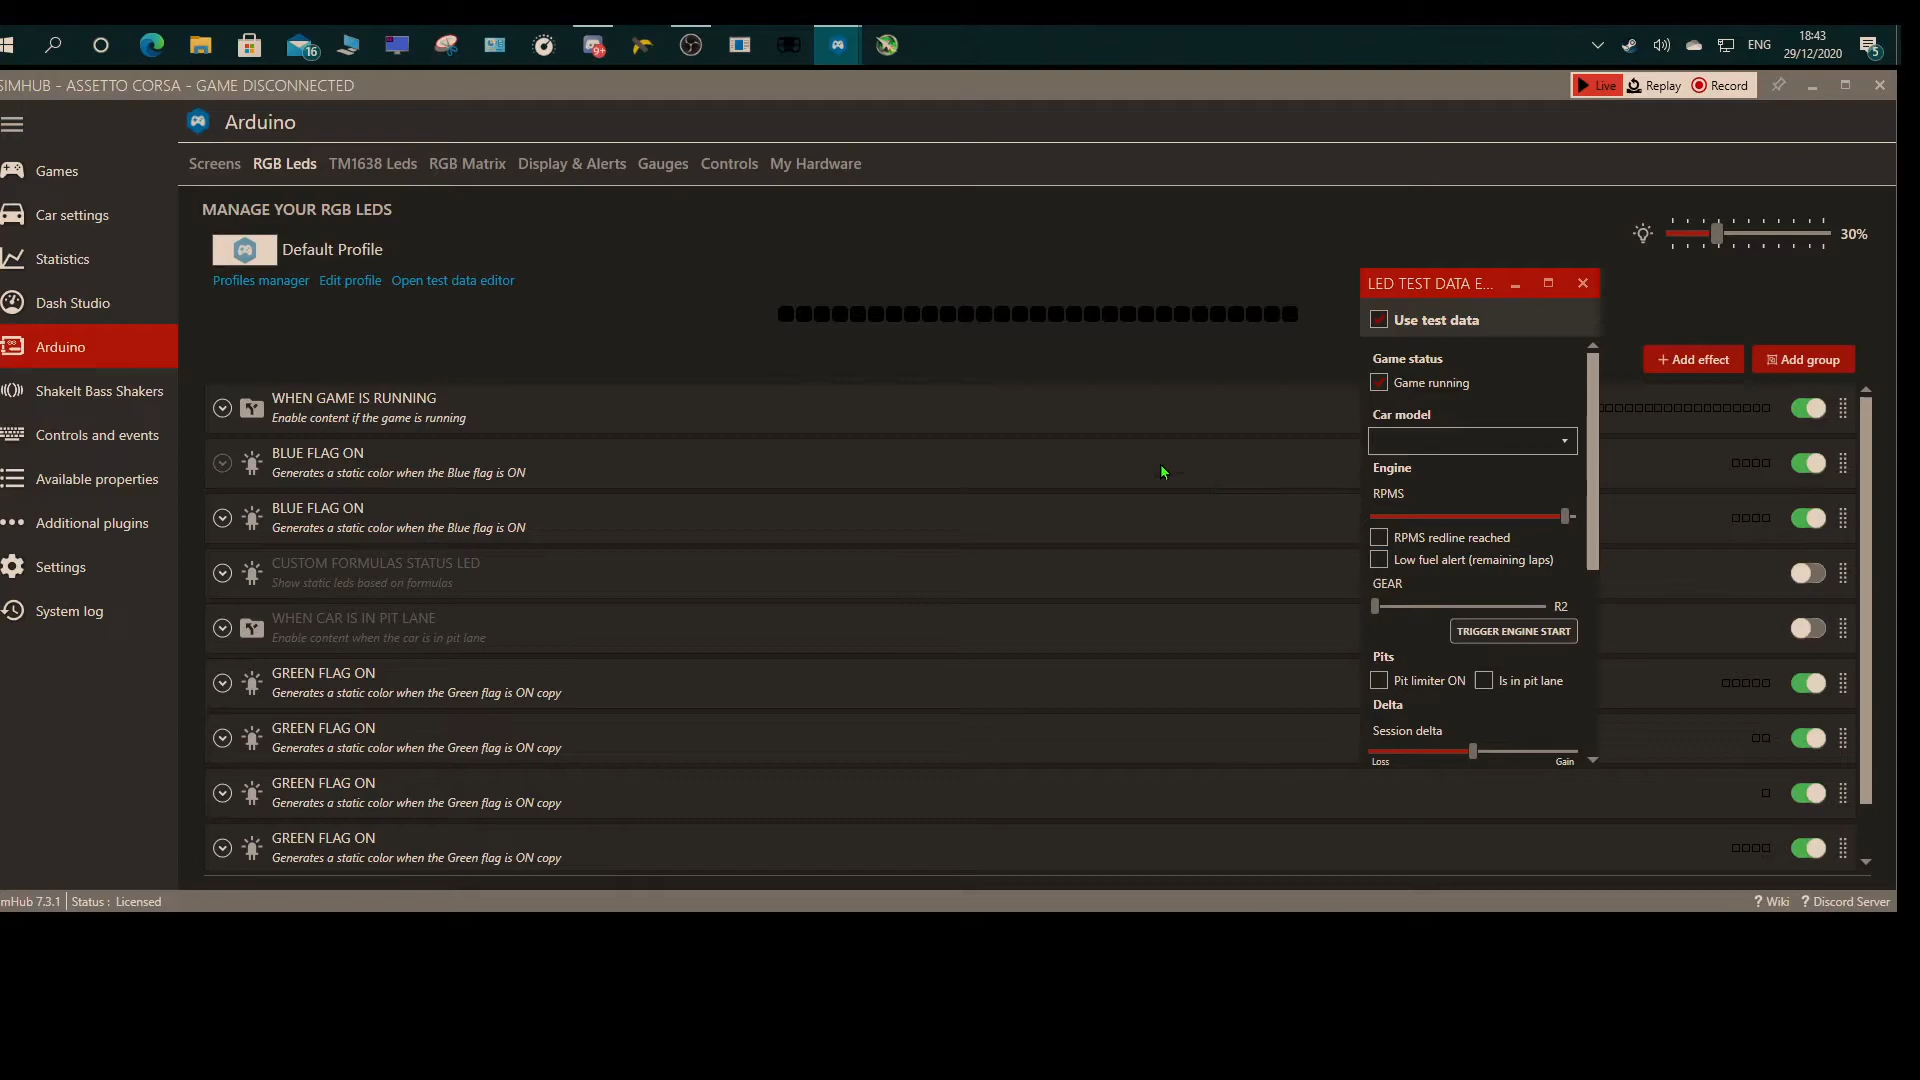 16
9+
ENG
18:43
29/12/2020
5
SIMHUB - ASSETTO CORSA - GAME DISCONNECTED
Live
Replay
Record
Arduino
Screens RGB Leds TM1638 Leds RGB Matrix Display & Alerts Gauges Controls My Hardware
Games
Car settings
Statistics
Dash Studio
Arduino
ShakeIt Bass Shakers
Controls and events
Available properties
Additional plugins
Settings
System log
MANAGE YOUR RGB LEDS
Default Profile
Profiles manager Edit profile Open test data editor
30%
+ Add effect
Add group
WHEN GAME IS RUNNING
Enable content if the game is running
BLUE FLAG ON
Generates a static color when the Blue flag is ON
BLUE FLAG ON
Generates a static color when the Blue flag is ON
CUSTOM FORMULAS STATUS LED
Show static leds based on formulas
WHEN CAR IS IN PIT LANE
Enable content when the car is in pit lane
GREEN FLAG ON
Generates a static color when the Green flag is ON copy
GREEN FLAG ON
Generates a static color when the Green flag is ON copy
GREEN FLAG ON
Generates a static color when the Green flag is ON copy
GREEN FLAG ON
Generates a static color when the Green flag is ON copy
LED TEST DATA E...
Use test data
Game status
Game running
Car model
Engine
RPMS
RPMS redline reached
Low fuel alert (remaining laps)
GEAR
R2
TRIGGER ENGINE START
Pits
Pit limiter ON Is in pit lane
Delta
Session delta
Loss Gain
mHub 7.3.1 Status : Licensed
? Wiki ? Discord Server